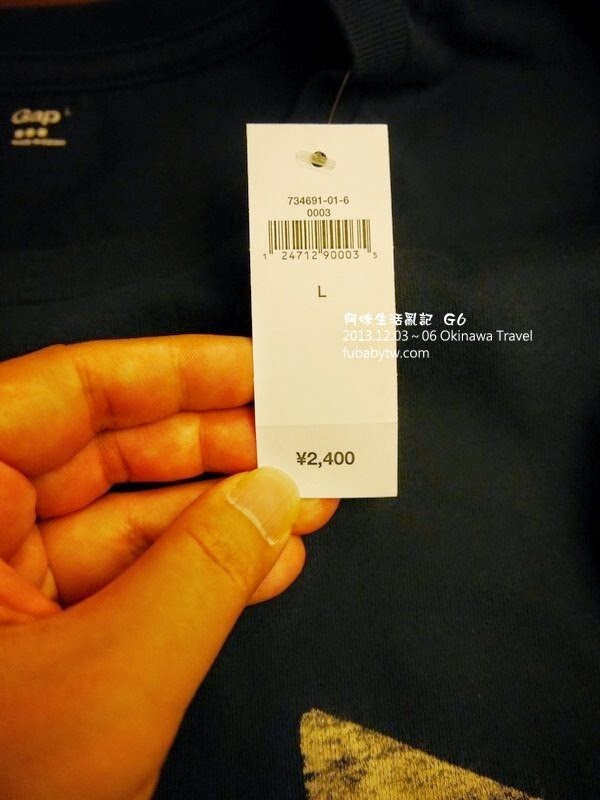 Gap
734691-01-6
0003
1 24712 90003 5
L
阿咪生活亂記 G6
2013.12.03～06 Okinawa Travel
fubabytw.com
¥2,400